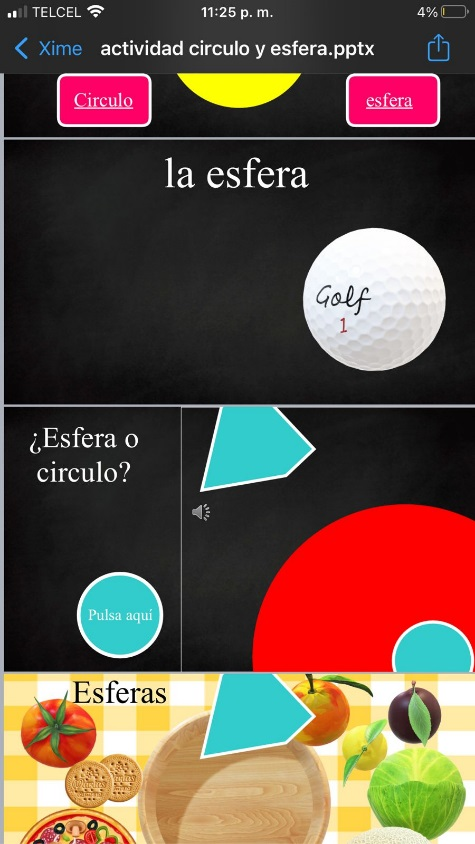 TELCEL 11:25 p. m. 4%
Xime actividad circulo y esfera.pptx
Circulo esfera
la esfera
Golf
1
¿Esfera o
circulo?
Pulsa aquí
Esferas